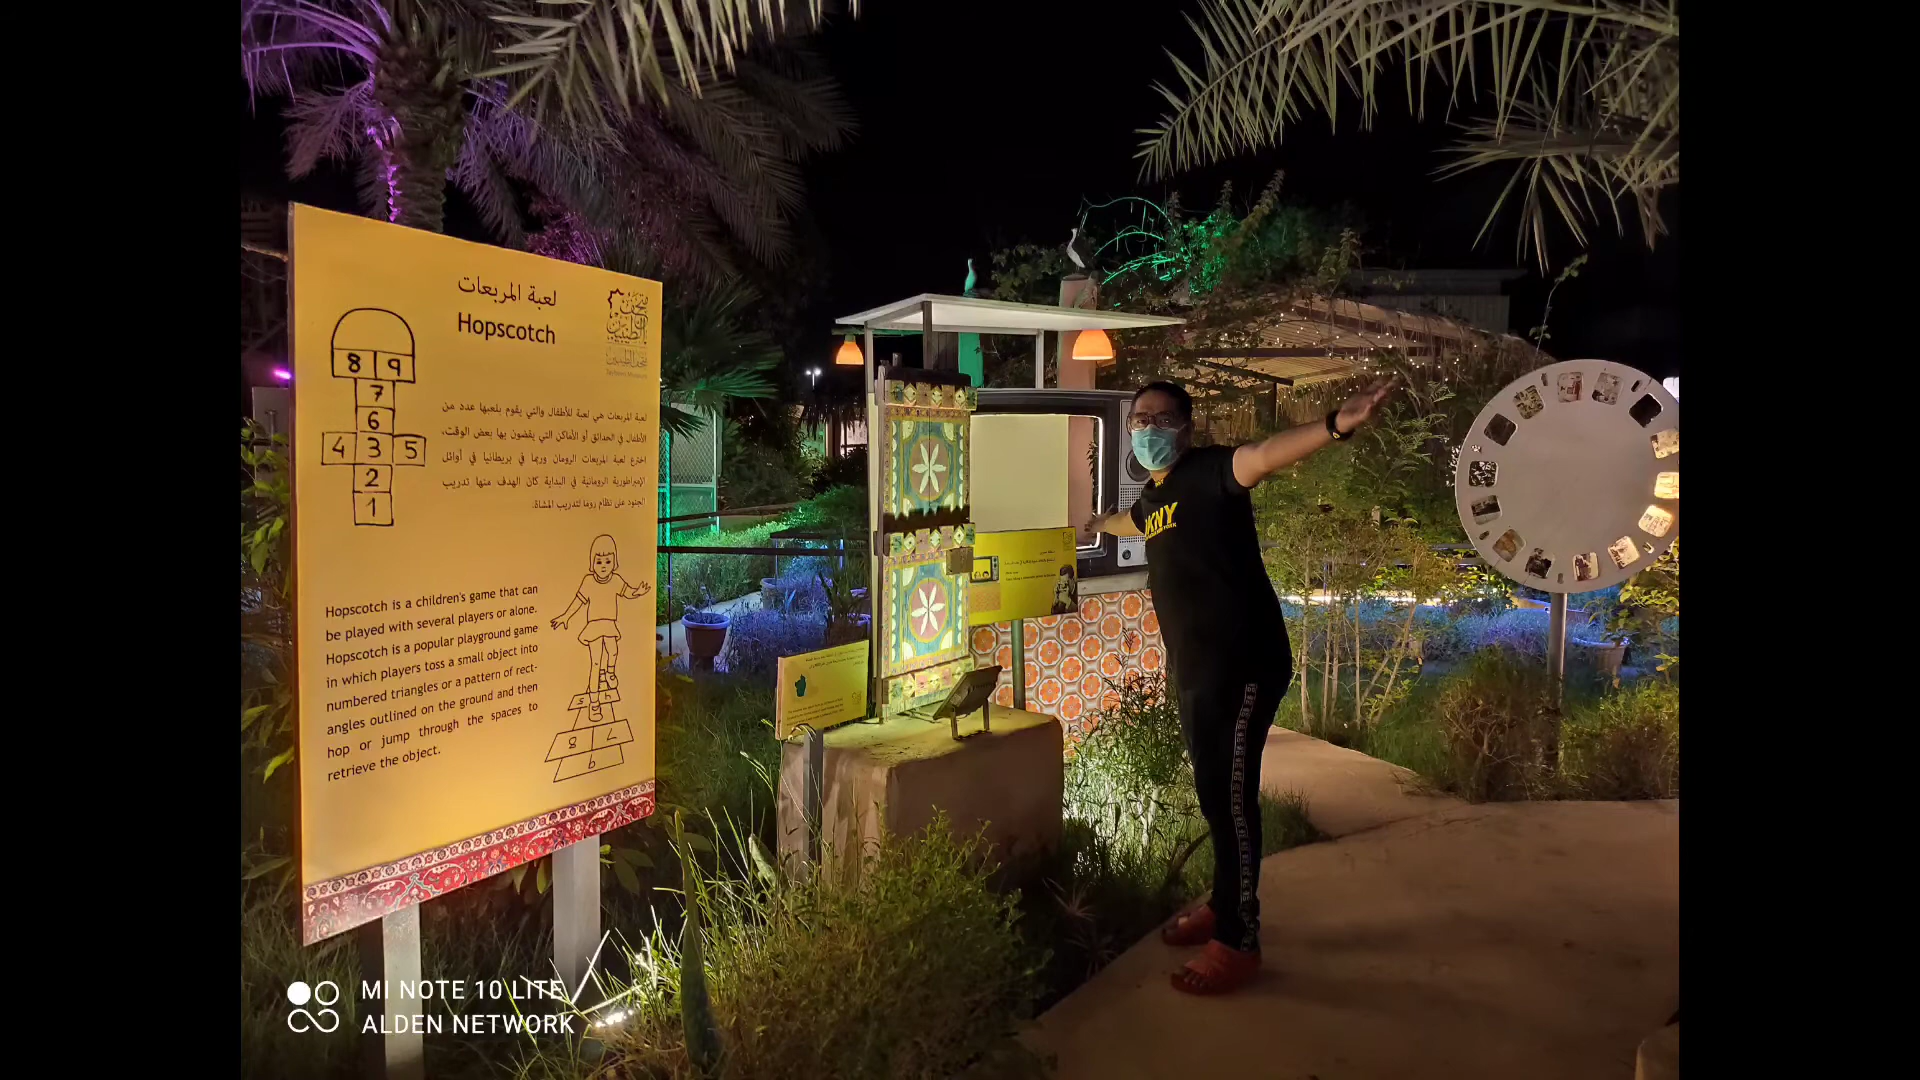 لعبة المربعات
Hopscotch
8 9
7
6
4 3 5
2
1
لعبة المربعات هي لعبة للأطفال والتي يقوم بلعبها عدد من
الأطفال في الحدائق أو الأماكن التي يقضون بها بعض الوقت.
اخترع لعبة المربعات الرومان وربما في بريطانيا في أوائل
الإمبراطورية الرومانية في البداية كان الهدف منها تدريب
الجنود على نظام روما لتدريب المشاة.
Hopscotch is a children's game that can
be played with several players or alone.
Hopscotch is a popular playground game
in which players toss a small object into
numbered triangles or a pattern of rect-
angles outlined on the ground and then
hop or jump through the spaces to
retrieve the object.
DKNY
MI NOTE 10 LITE
ALDEN NETWORK